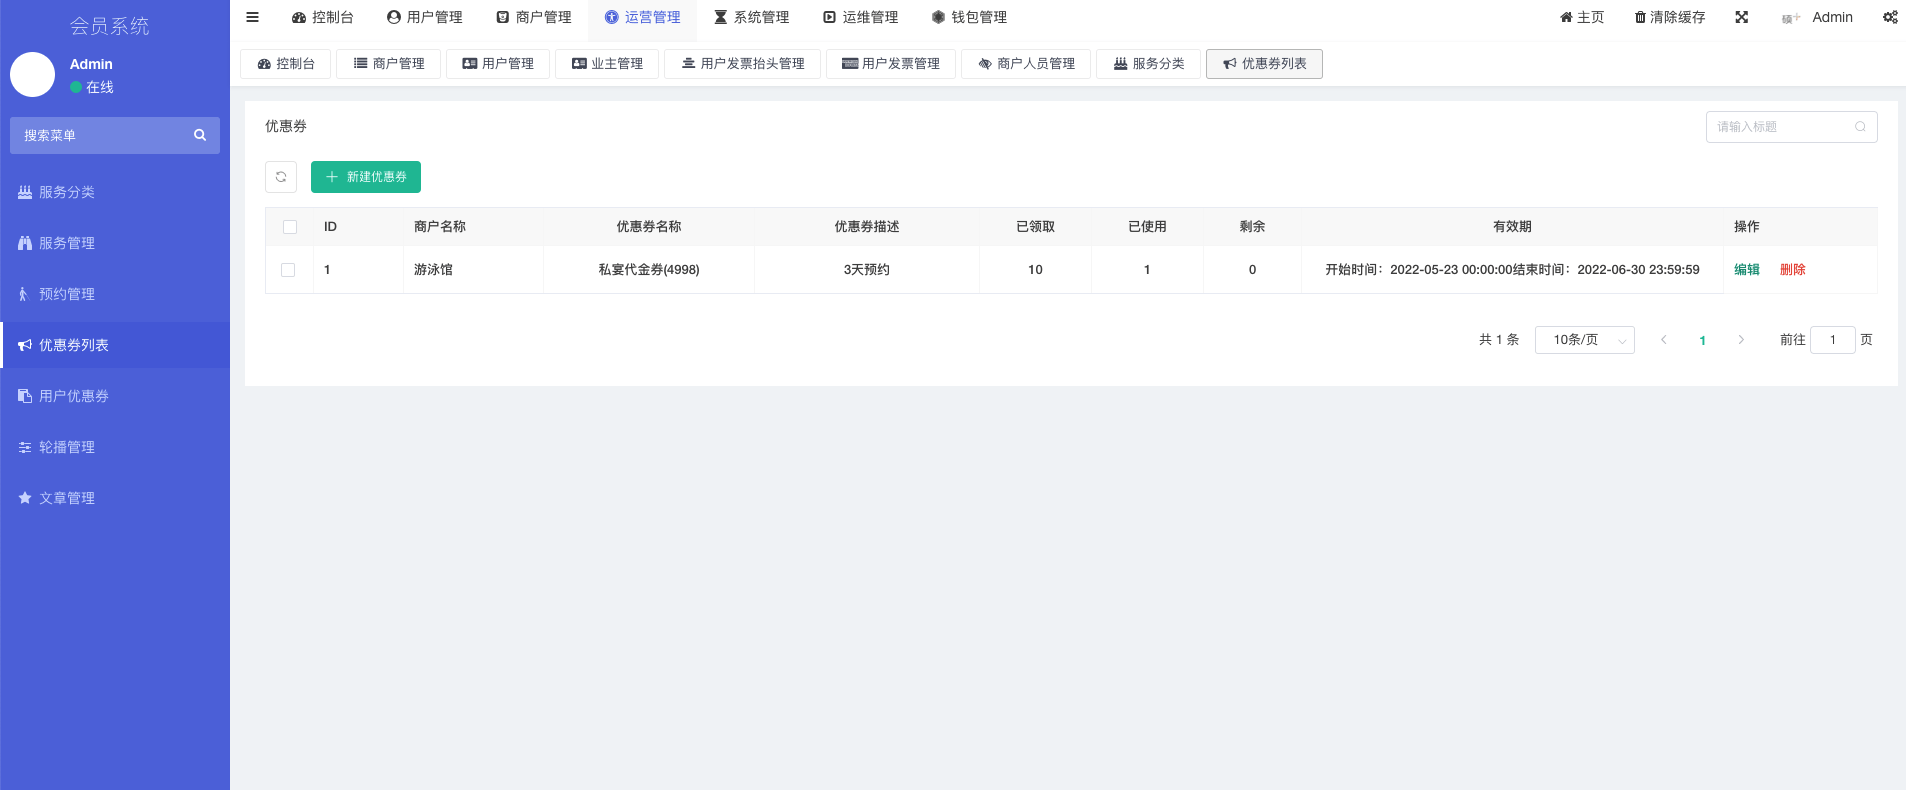 会员系统
Admin
在线
搜索菜单
服务分类
服务管理
预约管理
优惠券列表
用户优惠券
轮播管理
文章管理
控制台 用户管理 商户管理 运营管理 系统管理 运维管理 钱包管理 主页 清除缓存 Admin
控制台 商户管理 用户管理 业主管理 用户发票抬头管理 用户发票管理 商户人员管理 服务分类 优惠券列表
优惠券 请输入标题
新建优惠券
ID 商户名称 优惠券名称 优惠券描述 已领取 已使用 剩余 有效期 操作
1 游泳馆 私宴代金券(4998) 3天预约 10 1 0 开始时间：2022-05-23 00:00:00结束时间：2022-06-30 23:59:59 编辑 删除
共 1 条 10条/页 1 前往 1 页